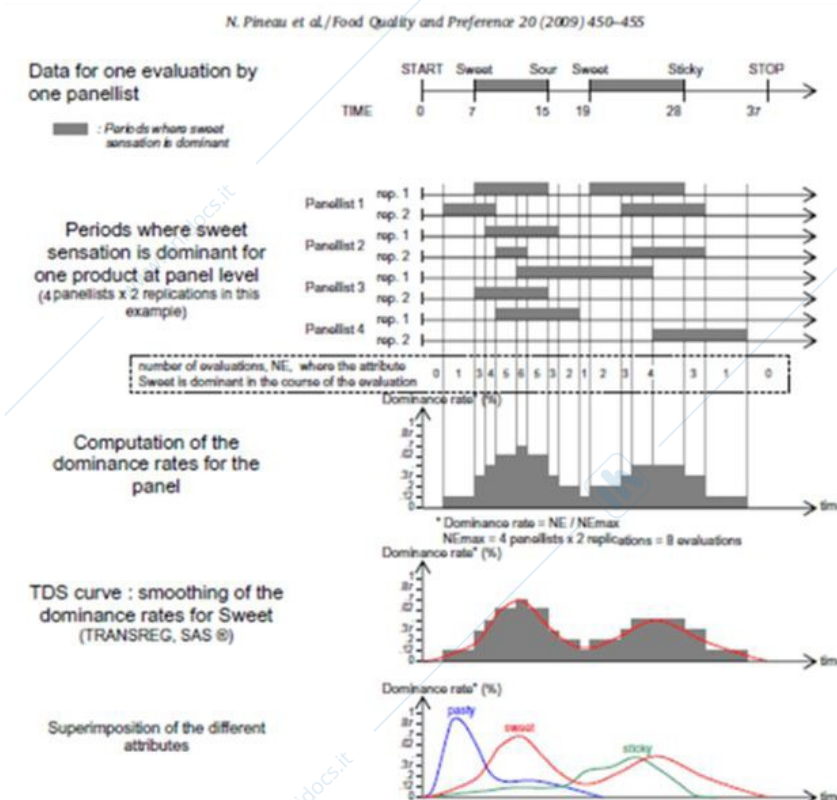 N. Pineau et al./Food Quality and Preference 20 (2009) 450–455
Data for one evaluation by
one panellist
: Periods where sweet
sensation is dominant
START Sweet Sour Sweet Sticky STOP
TIME 0 7 15 19 28 37
Periods where sweet
sensation is dominant for
one product at panel level
(4 panellists x 2 replications in this
example)
Panellist 1 rep. 1
rep. 2
Panellist 2 rep. 1
rep. 2
Panellist 3 rep. 1
rep. 2
Panellist 4 rep. 1
rep. 2
number of evaluations, NE, where the attribute
Sweet is dominant in the course of the evaluation
0 1 3 4 5 6 5 3 2 1 2 3 4 3 1 0
Dominance rate* (%)
Computation of the
dominance rates for the
panel
time
* Dominance rate = NE / NEmax
NEmax = 4 panellists x 2 replications = 8 evaluations
Dominance rate* (%)
TDS curve : smoothing of the
dominance rates for Sweet
(TRANSREG, SAS ®)
time
Dominance rate* (%)
Superimposition of the different
attributes
pasty
sweet
sticky
time
docs.it
docs.it